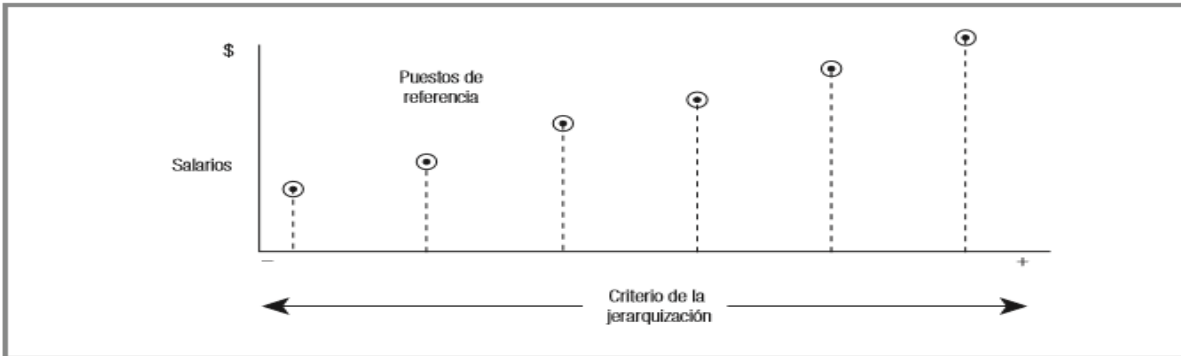 $
Puestos de
referencia
Salarios
– +
Criterio de la
jerarquización